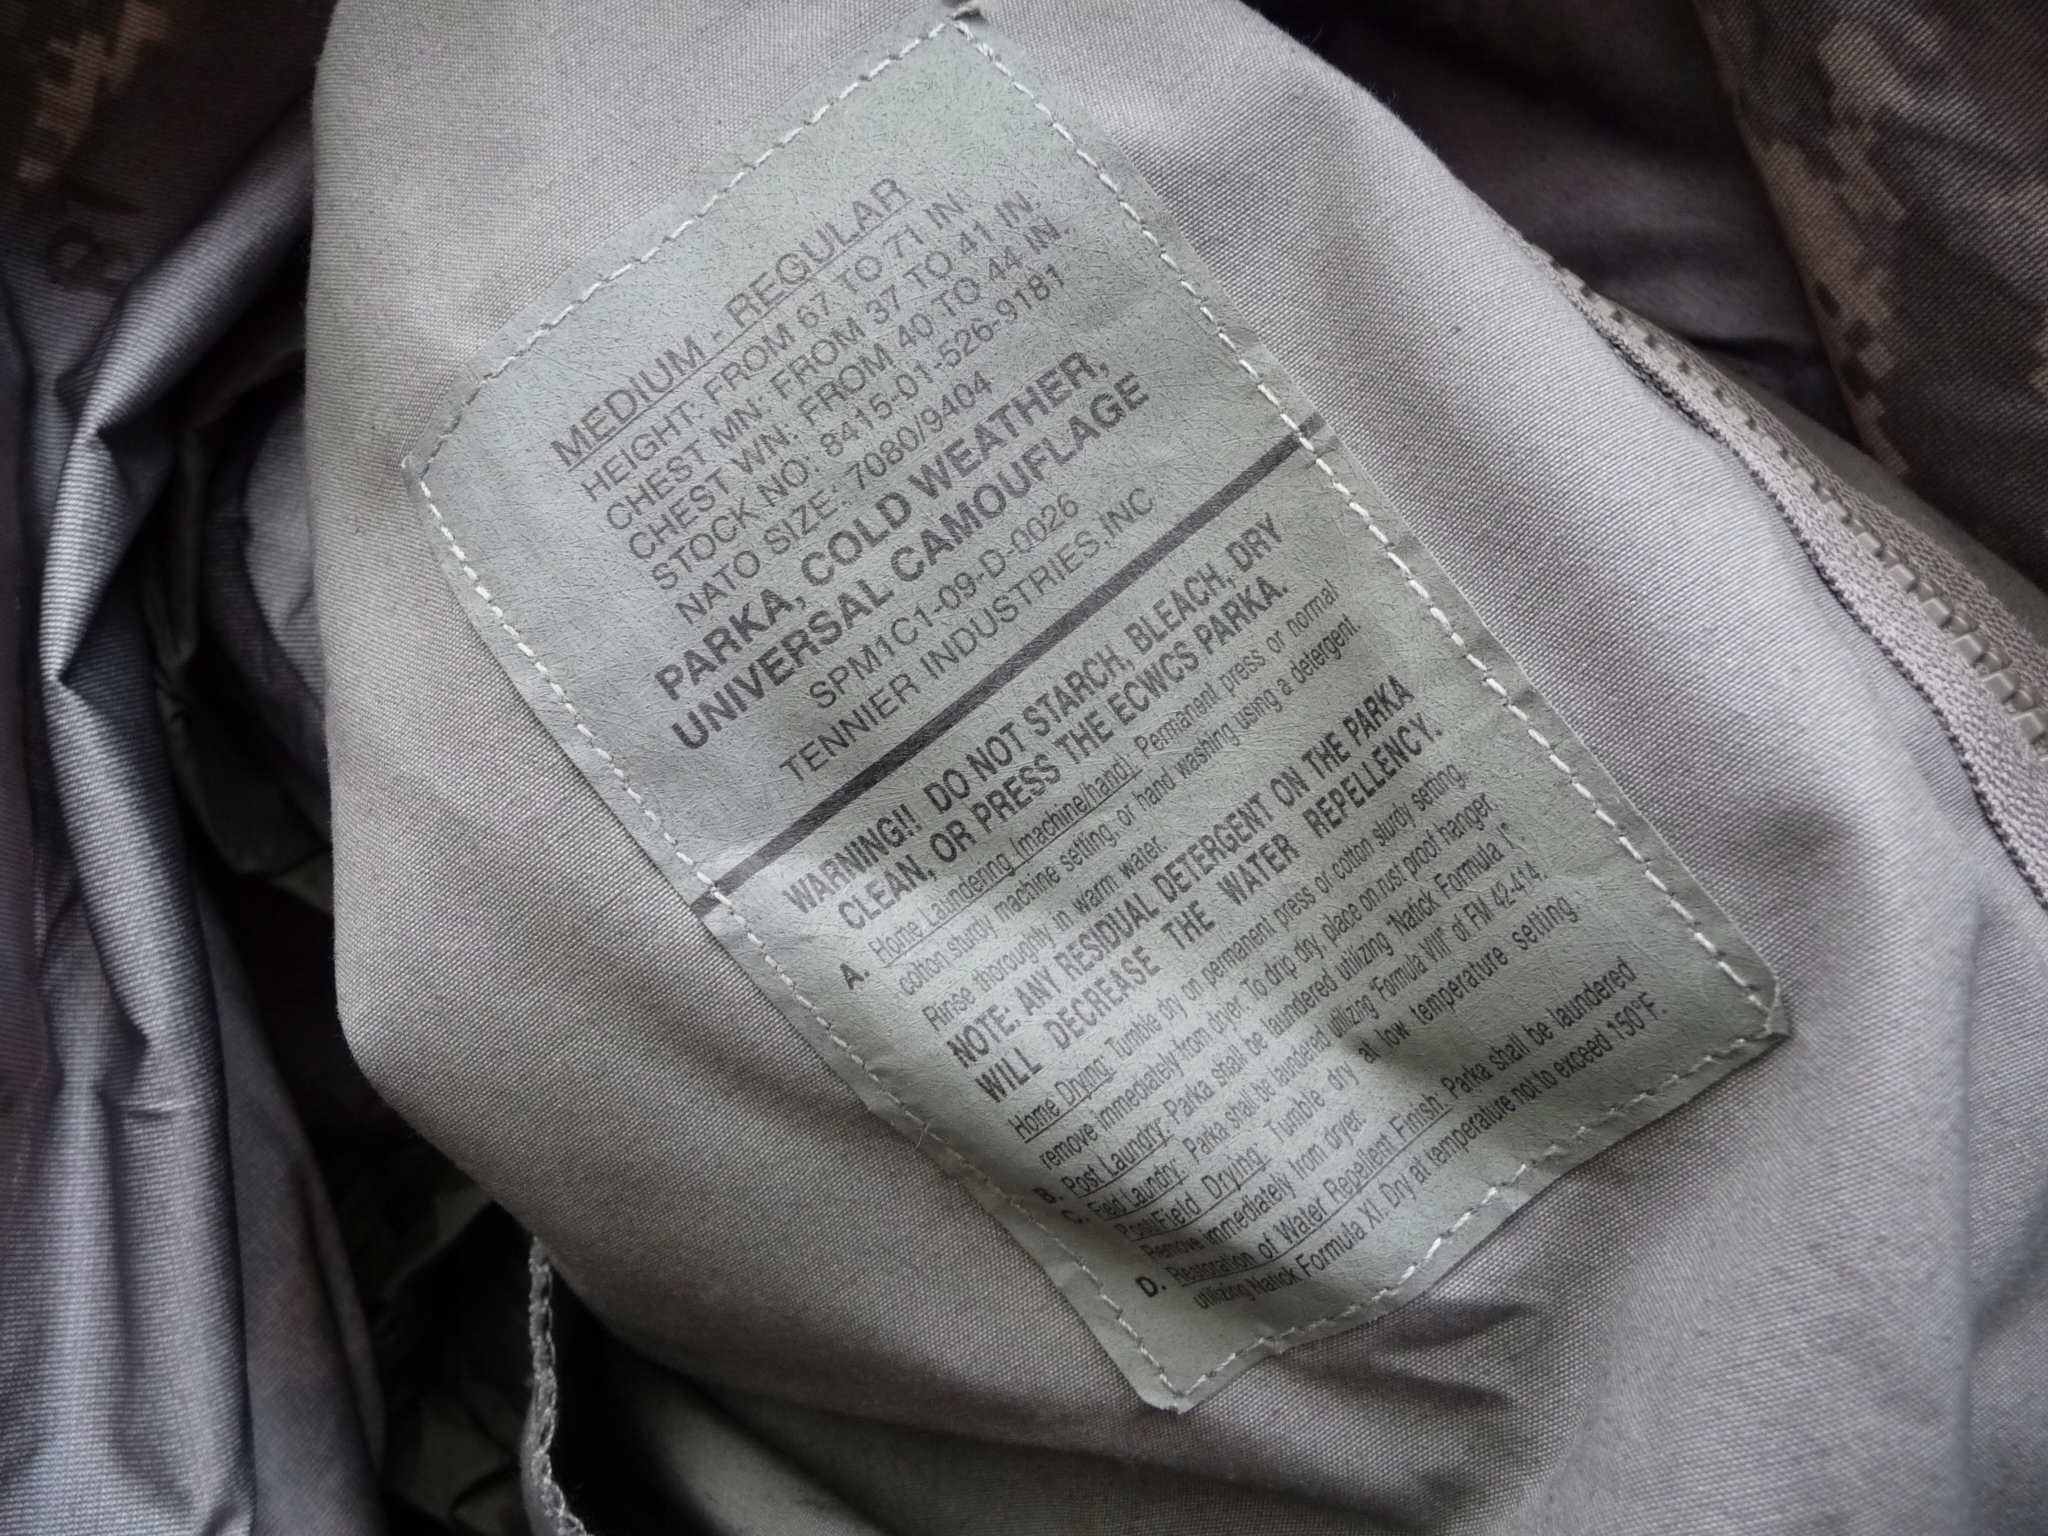 MEDIUM - REGULAR
HEIGHT: FROM 67 TO 71 IN.
CHEST MN: FROM 37 TO 41 IN.
CHEST WN: FROM 40 TO 44 IN.
STOCK NO: 8415-01-526-9181
NATO SIZE: 7080/9404
PARKA, COLD WEATHER,
UNIVERSAL CAMOUFLAGE
SPM1C1-09-D-0026
TENNIER INDUSTRIES,INC
WARNING!! DO NOT STARCH, BLEACH, DRY
CLEAN, OR PRESS THE ECWCS PARKA.
A. Home Laundering (machine/hand): Permanent press or normal
cotton sturdy machine setting, or hand washing using a detergent.
Rinse thoroughly in warm water.
NOTE: ANY RESIDUAL DETERGENT ON THE PARKA
WILL DECREASE THE WATER REPELLENCY.
Home Drying: Tumble dry on permanent press or cotton sturdy setting,
remove immediately from dryer. To drip dry, place on rust proof hanger.
B. Post Laundry: Parka shall be laundered utilizing "Natick Formula I".
C. Field Laundry: Parka shall be laundered utilizing "Formula VIII" of FM 42-414.
Post/Field Drying: Tumble dry at low temperature setting.
Remove immediately from dryer.
D. Restoration of Water Repellent Finish: Parka shall be laundered
utilizing Natick Formula XI. Dry at temperature not to exceed 150°F.